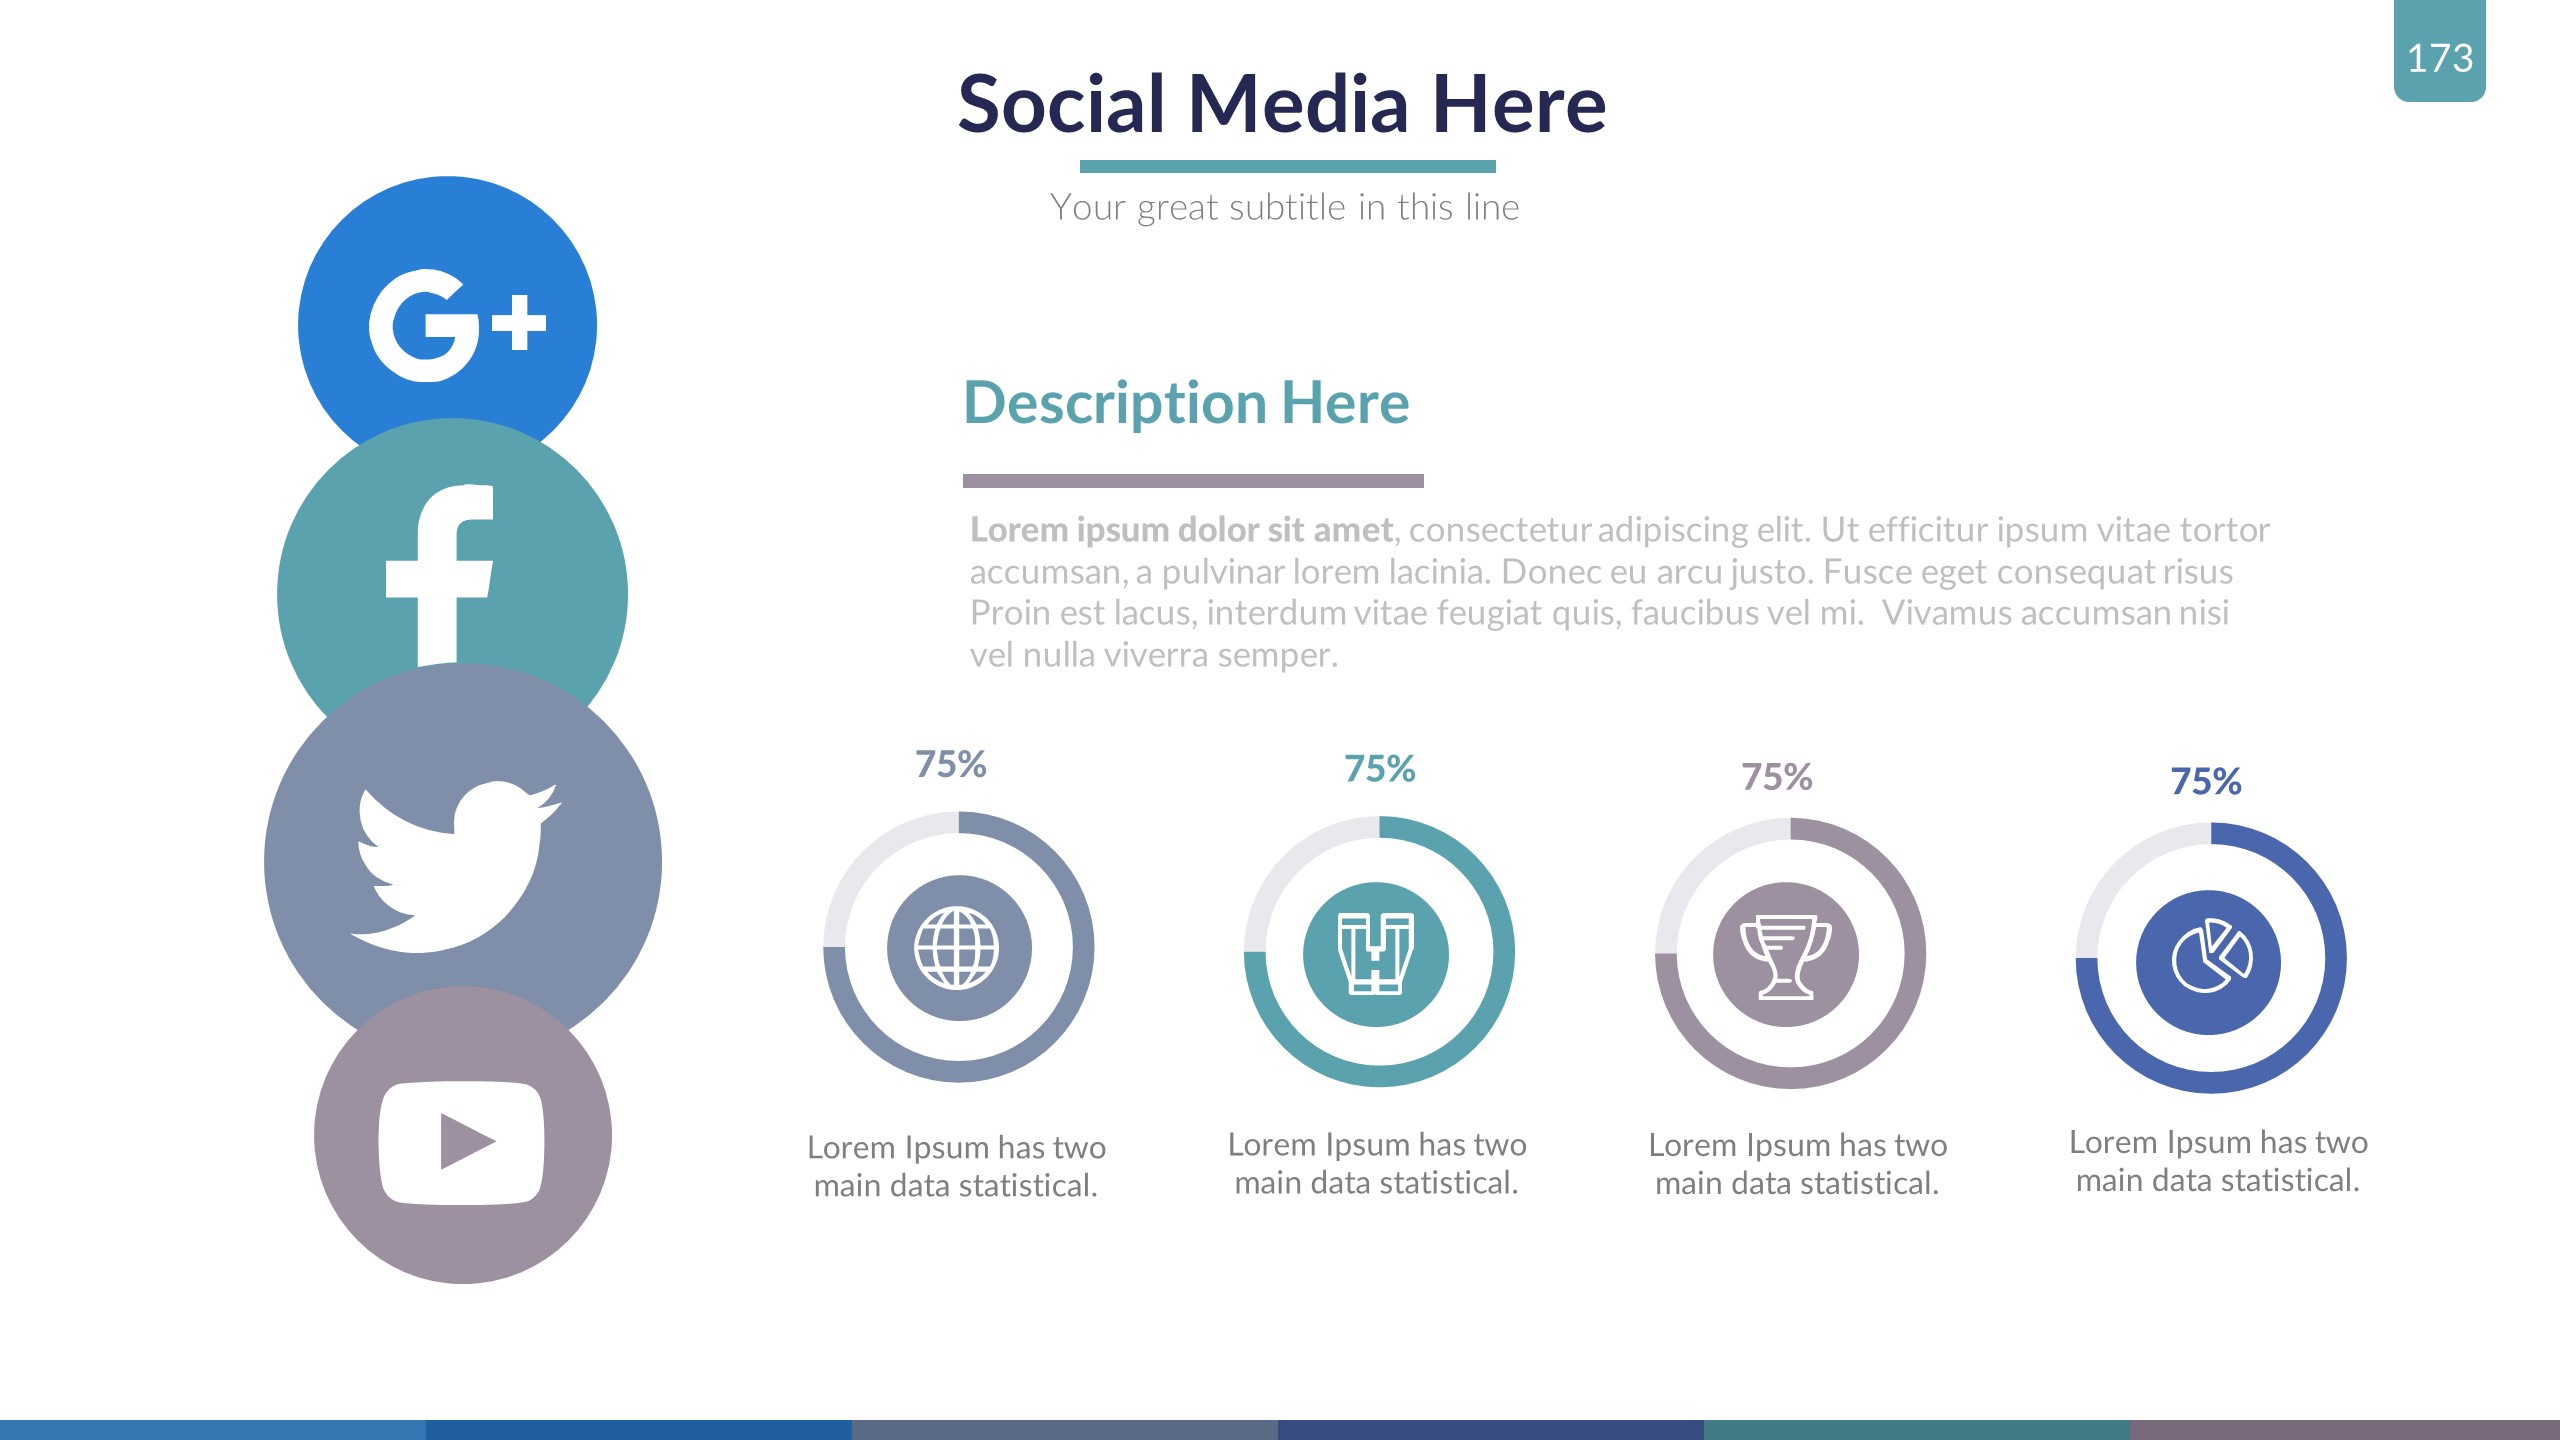 173
Social Media Here
Your great subtitle in this line
G+
f
Description Here
Lorem ipsum dolor sit amet, consectetur adipiscing elit. Ut efficitur ipsum vitae tortor
accumsan, a pulvinar lorem lacinia. Donec eu arcu justo. Fusce eget consequat risus
Proin est lacus, interdum vitae feugiat quis, faucibus vel mi.  Vivamus accumsan nisi
vel nulla viverra semper.
75%
75%
75%
75%
Lorem Ipsum has two
main data statistical.
Lorem Ipsum has two
main data statistical.
Lorem Ipsum has two
main data statistical.
Lorem Ipsum has two
main data statistical.